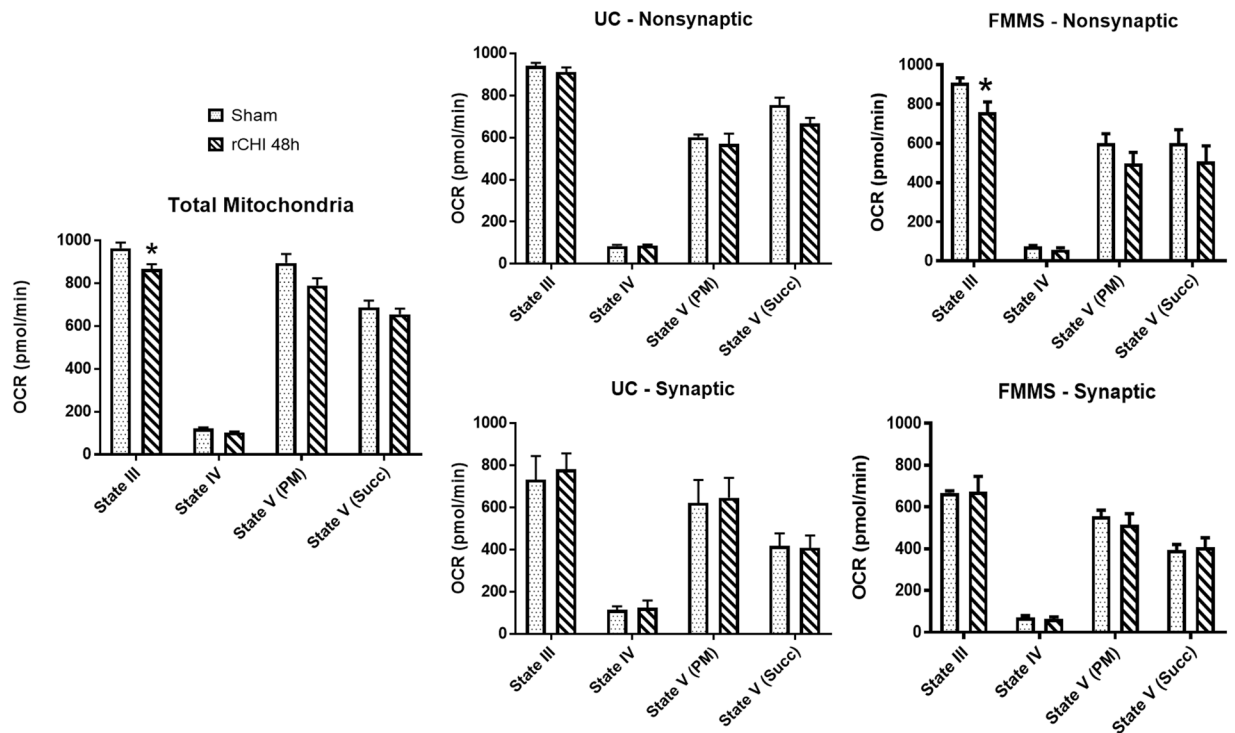 Sham
rCHI 48h
Total Mitochondria
OCR (pmol/min)
1000
800
600
400
200
0
*
State III
State IV
State V (PM)
State V (Succ)
UC - Nonsynaptic
OCR (pmol/min)
1000
800
600
400
200
0
State III
State IV
State V (PM)
State V (Succ)
FMMS - Nonsynaptic
OCR (pmol/min)
1000
800
600
400
200
0
*
State III
State IV
State V (PM)
State V (Succ)
UC - Synaptic
OCR (pmol/min)
1000
800
600
400
200
0
State III
State IV
State V (PM)
State V (Succ)
FMMS - Synaptic
OCR (pmol/min)
1000
800
600
400
200
0
State III
State IV
State V (PM)
State V (Succ)